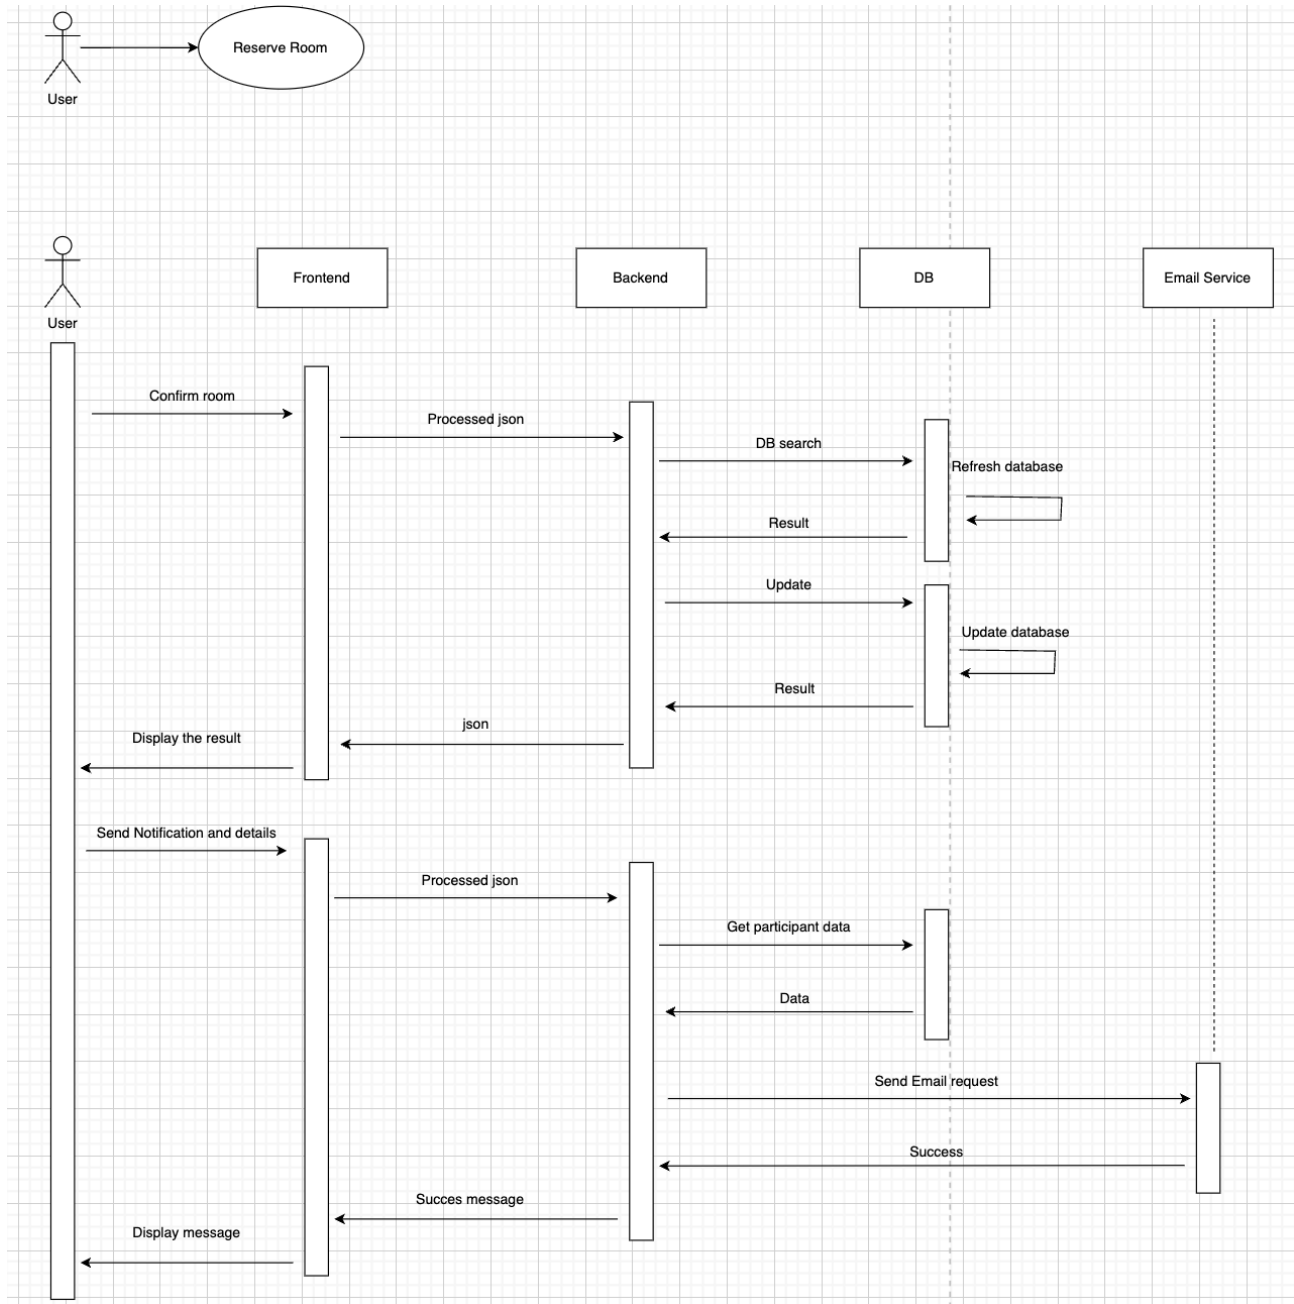 Reserve Room
User
Frontend
Backend
DB
Email Service
User
Confirm room
Processed json
DB search
Refresh database
Result
Update
Update database
Result
json
Display the result
Send Notification and details
Processed json
Get participant data
Data
Send Email request
Success
Succes message
Display message